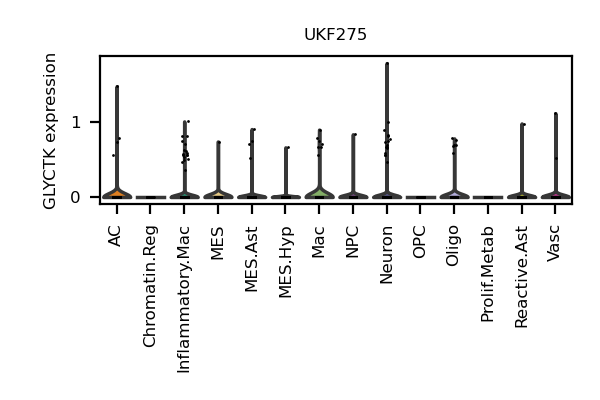 UKF275
GLYCTK expression
1
0
AC
Chromatin.Reg
Inflammatory.Mac
MES
MES.Ast
MES.Hyp
Mac
NPC
Neuron
OPC
Oligo
Prolif.Metab
Reactive.Ast
Vasc